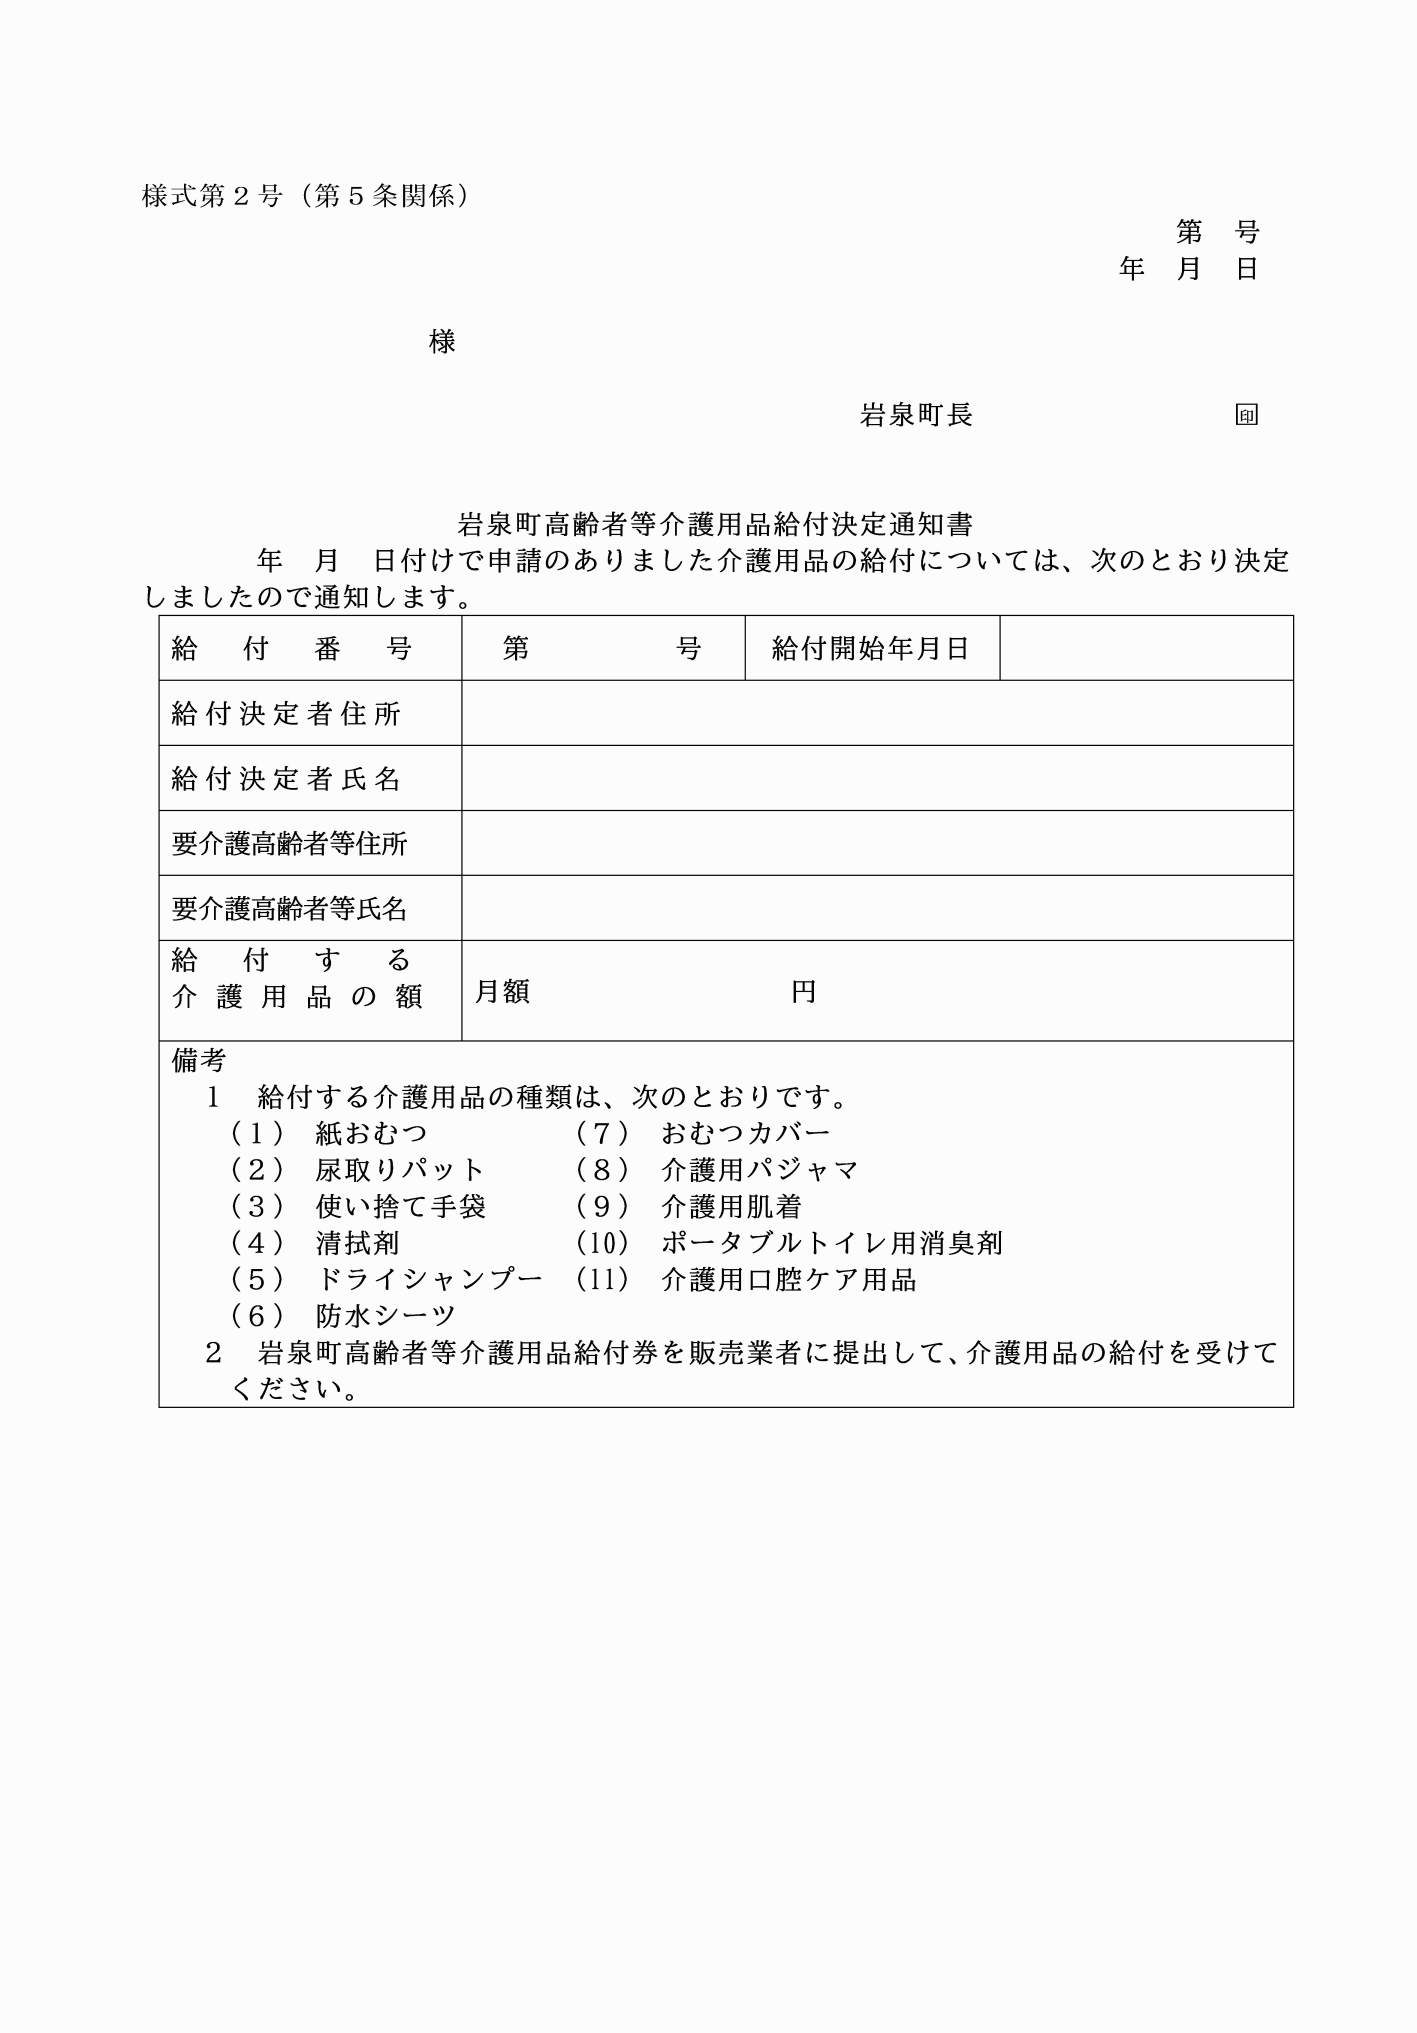 様式第２号（第５条関係）
第　号
年　月　日
様
岩泉町長　　　　　　　　　㊞
岩泉町高齢者等介護用品給付決定通知書
年　月　日付けで申請のありました介護用品の給付については、次のとおり決定
しましたので通知します。
給　付　番　号　第　　　　　号　給付開始年月日
給付決定者住所
給付決定者氏名
要介護高齢者等住所
要介護高齢者等氏名
給　付　す　る
介護用品の額
月額　　　　　　　　　円
備考
１　給付する介護用品の種類は、次のとおりです。
（１）　紙おむつ　　　　　（７）　おむつカバー
（２）　尿取りパット　　　（８）　介護用パジャマ
（３）　使い捨て手袋　　　（９）　介護用肌着
（４）　清拭剤　　　　　　（10）　ポータブルトイレ用消臭剤
（５）　ドライシャンプー　（11）　介護用口腔ケア用品
（６）　防水シーツ
２　岩泉町高齢者等介護用品給付券を販売業者に提出して、介護用品の給付を受けて
ください。